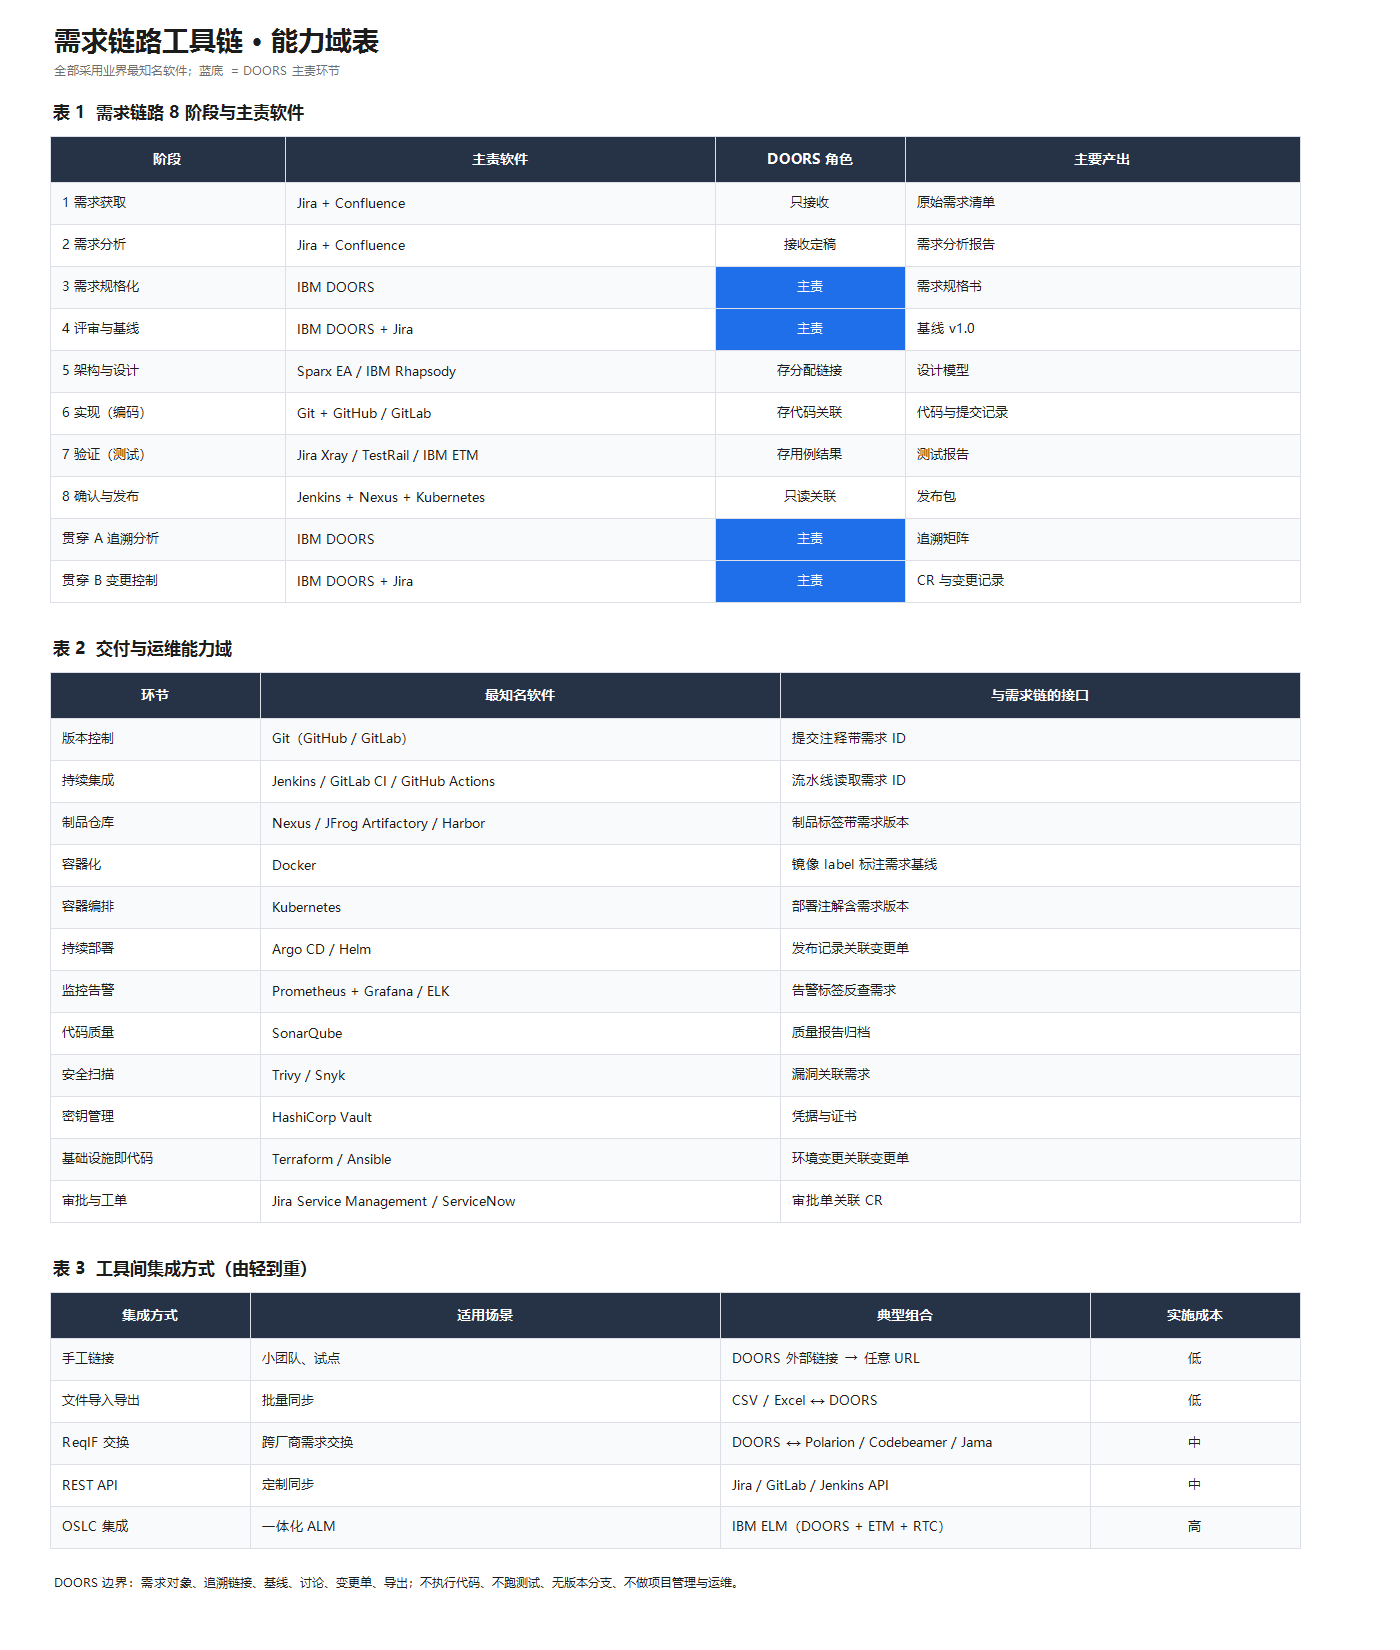 需求链路工具链 • 能力域表
全部采用业界最知名软件；蓝底 = DOORS 主责环节
表 1 需求链路 8 阶段与主责软件
阶段 主责软件 DOORS 角色 主要产出
1 需求获取 Jira + Confluence 只接收 原始需求清单
2 需求分析 Jira + Confluence 接收定稿 需求分析报告
3 需求规格化 IBM DOORS 主责 需求规格书
4 评审与基线 IBM DOORS + Jira 主责 基线 v1.0
5 架构与设计 Sparx EA / IBM Rhapsody 存分配链接 设计模型
6 实现（编码） Git + GitHub / GitLab 存代码关联 代码与提交记录
7 验证（测试） Jira Xray / TestRail / IBM ETM 存用例结果 测试报告
8 确认与发布 Jenkins + Nexus + Kubernetes 只读关联 发布包
贯穿 A 追溯分析 IBM DOORS 主责 追溯矩阵
贯穿 B 变更控制 IBM DOORS + Jira 主责 CR 与变更记录
表 2 交付与运维能力域
环节 最知名软件 与需求链的接口
版本控制 Git（GitHub / GitLab） 提交注释带需求 ID
持续集成 Jenkins / GitLab CI / GitHub Actions 流水线读取需求 ID
制品仓库 Nexus / JFrog Artifactory / Harbor 制品标签带需求版本
容器化 Docker 镜像 label 标注需求基线
容器编排 Kubernetes 部署注解含需求版本
持续部署 Argo CD / Helm 发布记录关联变更单
监控告警 Prometheus + Grafana / ELK 告警标签反查需求
代码质量 SonarQube 质量报告归档
安全扫描 Trivy / Snyk 漏洞关联需求
密钥管理 HashiCorp Vault 凭据与证书
基础设施即代码 Terraform / Ansible 环境变更关联变更单
审批与工单 Jira Service Management / ServiceNow 审批单关联 CR
表 3 工具间集成方式（由轻到重）
集成方式 适用场景 典型组合 实施成本
手工链接 小团队、试点 DOORS 外部链接 → 任意 URL 低
文件导入导出 批量同步 CSV / Excel ↔ DOORS 低
ReqIF 交换 跨厂商需求交换 DOORS ↔ Polarion / Codebeamer / Jama 中
REST API 定制同步 Jira / GitLab / Jenkins API 中
OSLC 集成 一体化 ALM IBM ELM（DOORS + ETM + RTC） 高
DOORS 边界：需求对象、追溯链接、基线、讨论、变更单、导出；不执行代码、不跑测试、无版本分支、不做项目管理与运维。